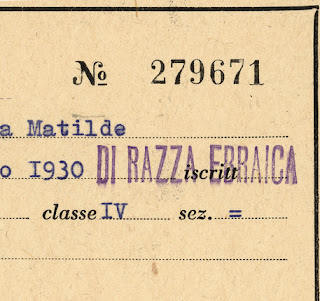 № 279671
a Matilde
o 1930 DI RAZZA EBRAICA iscritt
classe IV sez. =